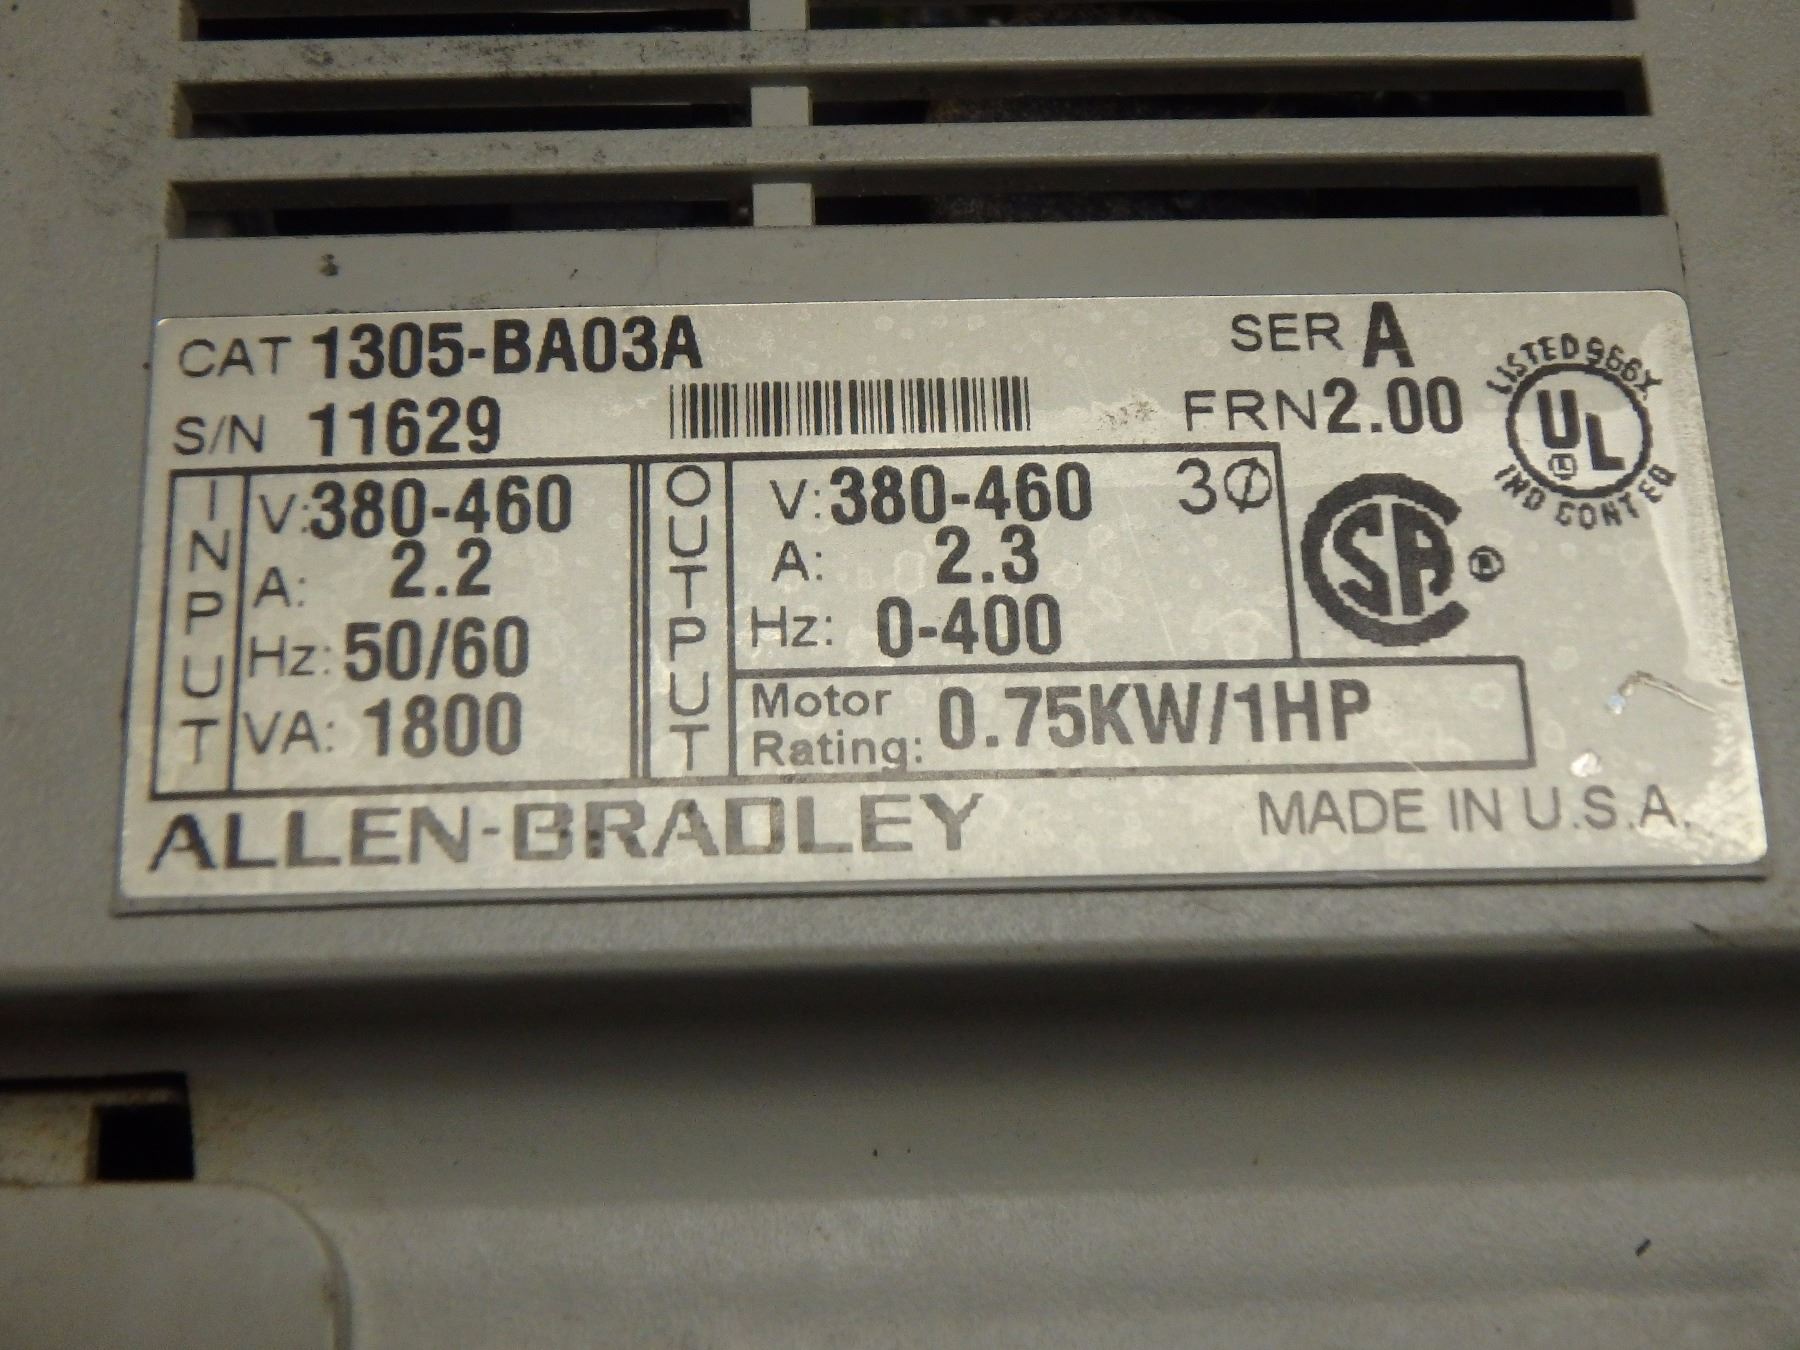 CAT 1305-BA03A SER A
S/N 11629 FRN 2.00
LISTED 966X
UL
IND CONT EQ
INPUT
V: 380-460
A: 2.2
Hz: 50/60
VA: 1800
OUTPUT
V: 380-460 3Ø
A: 2.3
Hz: 0-400
Motor Rating: 0.75KW/1HP
SA ®
ALLEN-BRADLEY MADE IN U.S.A.